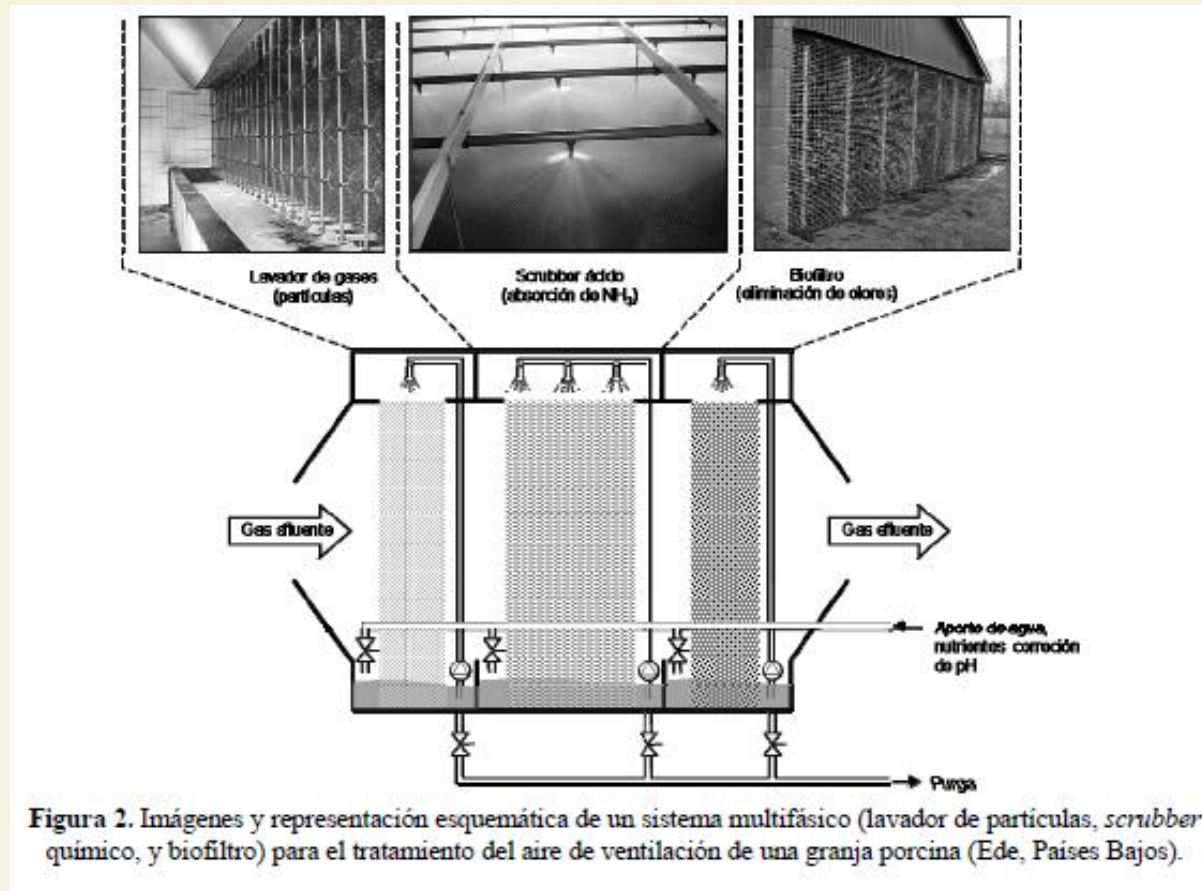 Lavador de gases
(partículas)
Scrubber ácido
(absorción de NH3)
Biofiltro
(eliminación de olores)
Gas afluente
Gas efluente
Aporte de agua,
nutrientes correción
de pH
Purga
Figura 2. Imágenes y representación esquemática de un sistema multifásico (lavador de partículas, scrubber
químico, y biofiltro) para el tratamiento del aire de ventilación de una granja porcina (Ede, Países Bajos).